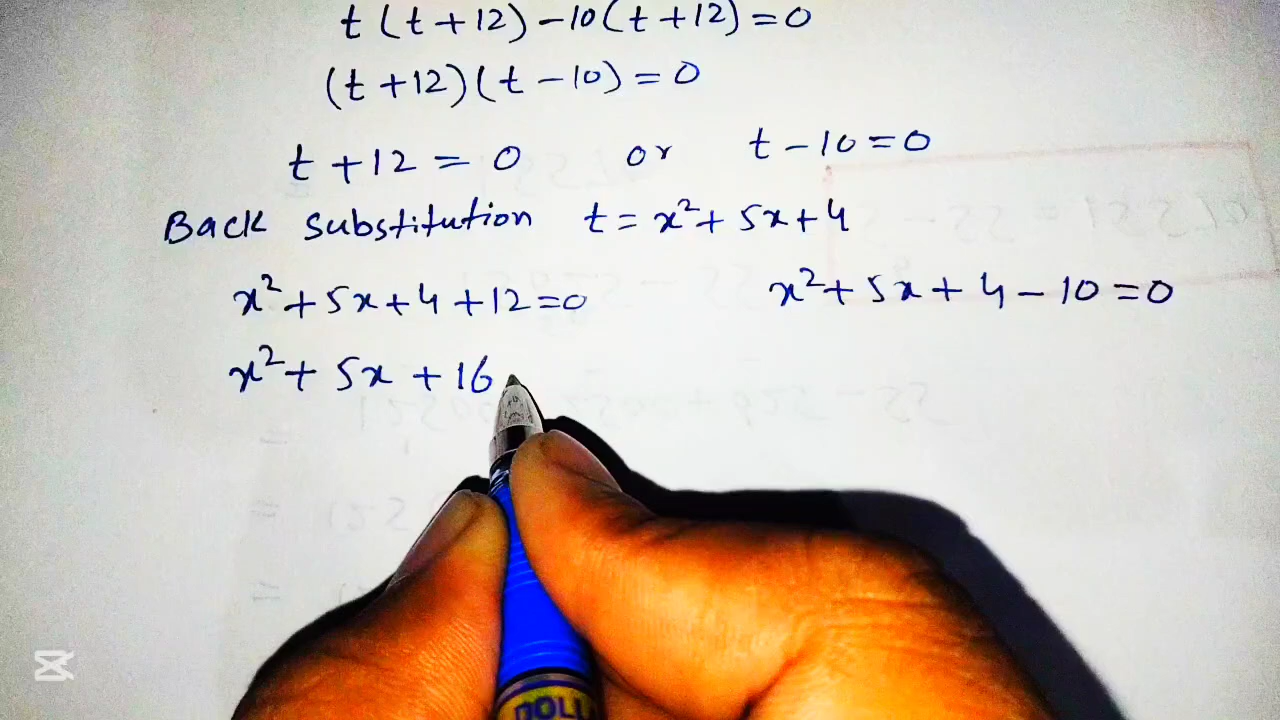 t(t+12)-10(t+12)=0
(t+12)(t-10)=0
t+12=0 or t-10=0
Back substitution t=x²+5x+4
x²+5x+4+12=0 x²+5x+4-10=0
x²+5x+16
DOLL